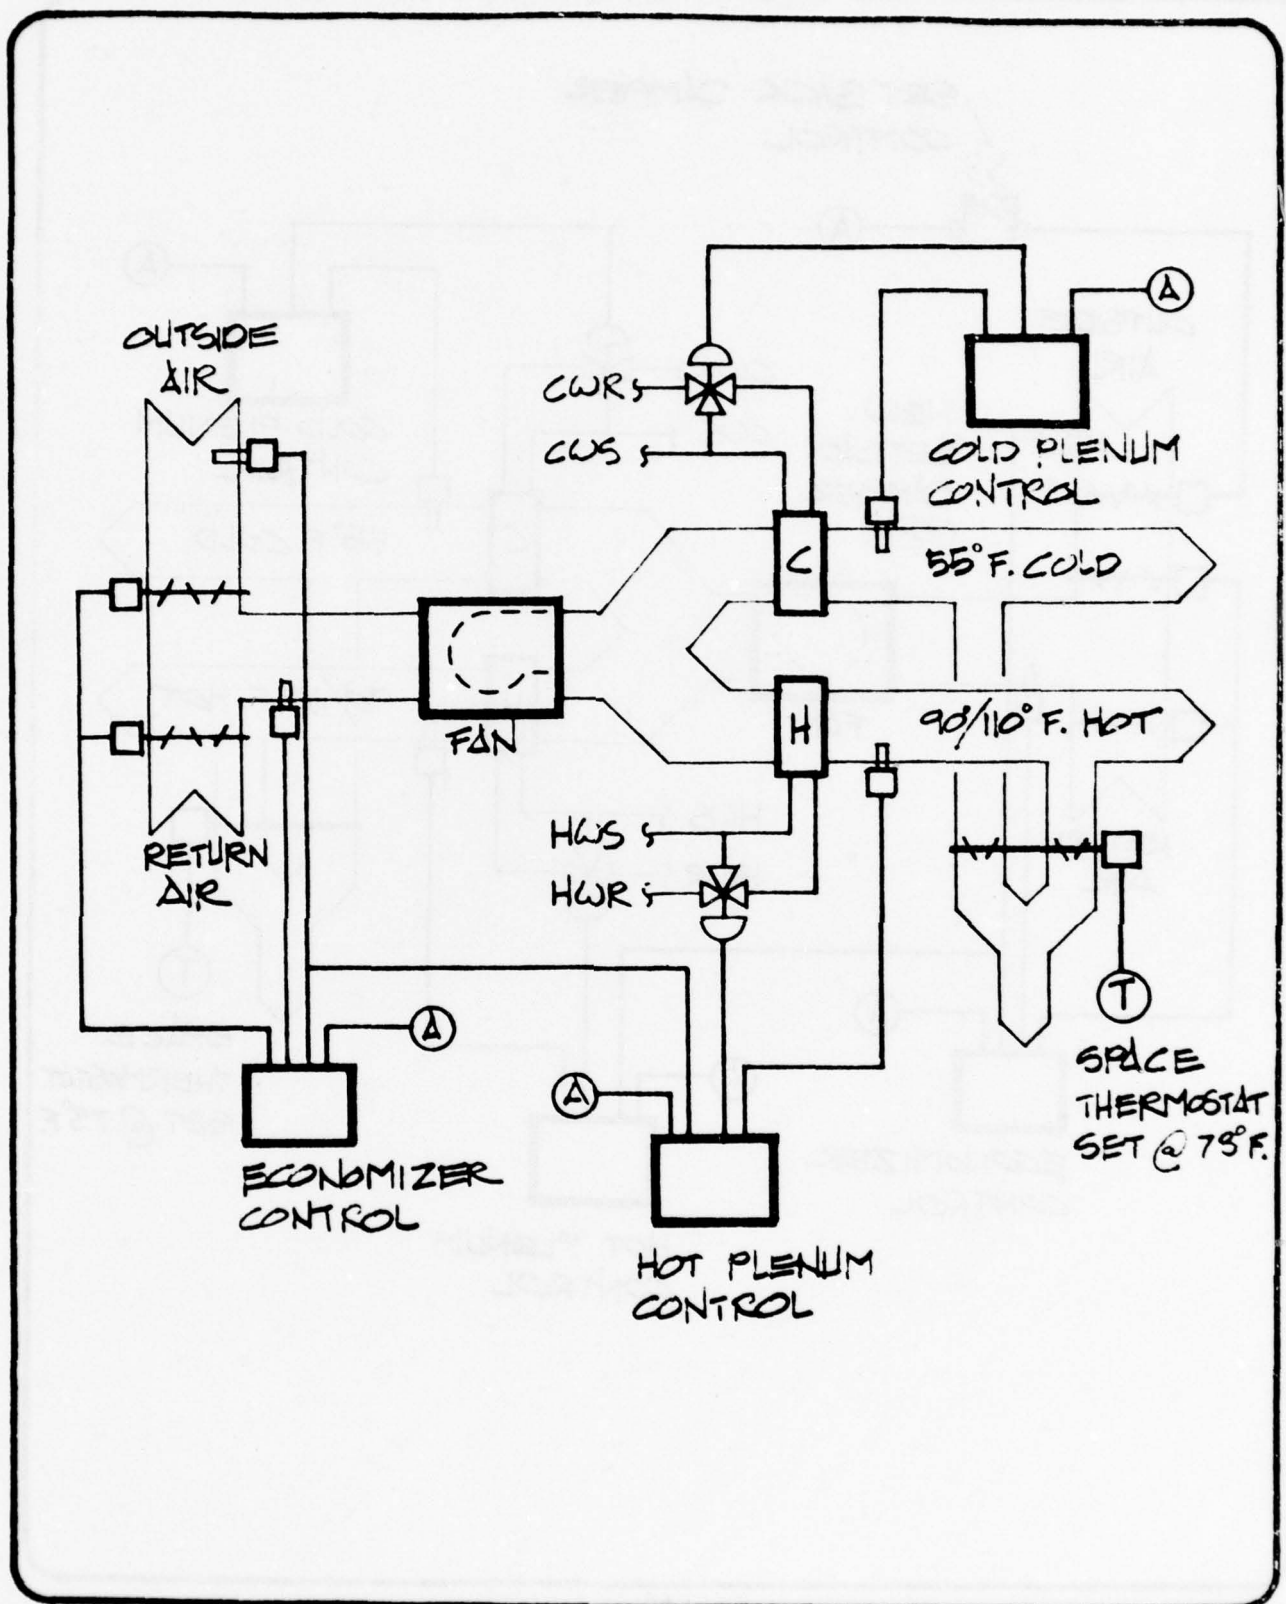 OUTSIDE
AIR
CWR
CWS
A
COLD PLENUM
CONTROL
C
55°F. COLD
FAN
H
90°/110°F. HOT
RETURN
AIR
HWS
HWR
T
SPACE
THERMOSTAT
SET @ 75°F.
A
A
ECONOMIZER
CONTROL
HOT PLENUM
CONTROL